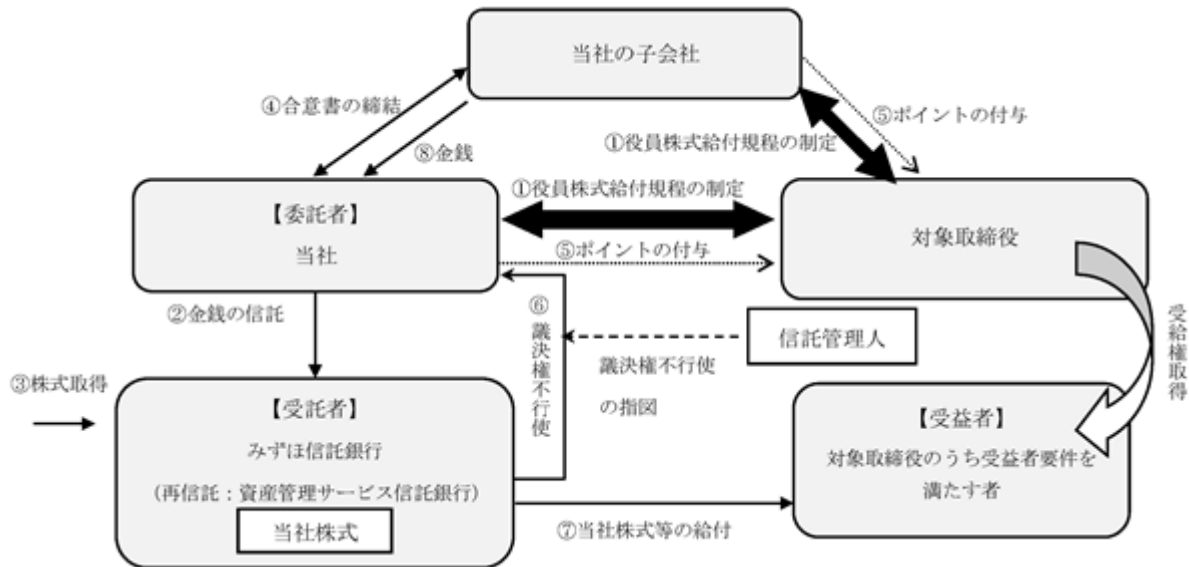 当社の子会社
④合意書の締結
⑤ポイントの付与
①役員株式給付規程の制定
⑧金銭
①役員株式給付規程の制定
【委託者】
当社
対象取締役
⑤ポイントの付与
②金銭の信託
⑥議決権不行使
信託管理人
議決権不行使
の指図
受給権取得
③株式取得
【受託者】
みずほ信託銀行
(再信託：資産管理サービス信託銀行)
当社株式
【受益者】
対象取締役のうち受益者要件を
満たす者
⑦当社株式等の給付